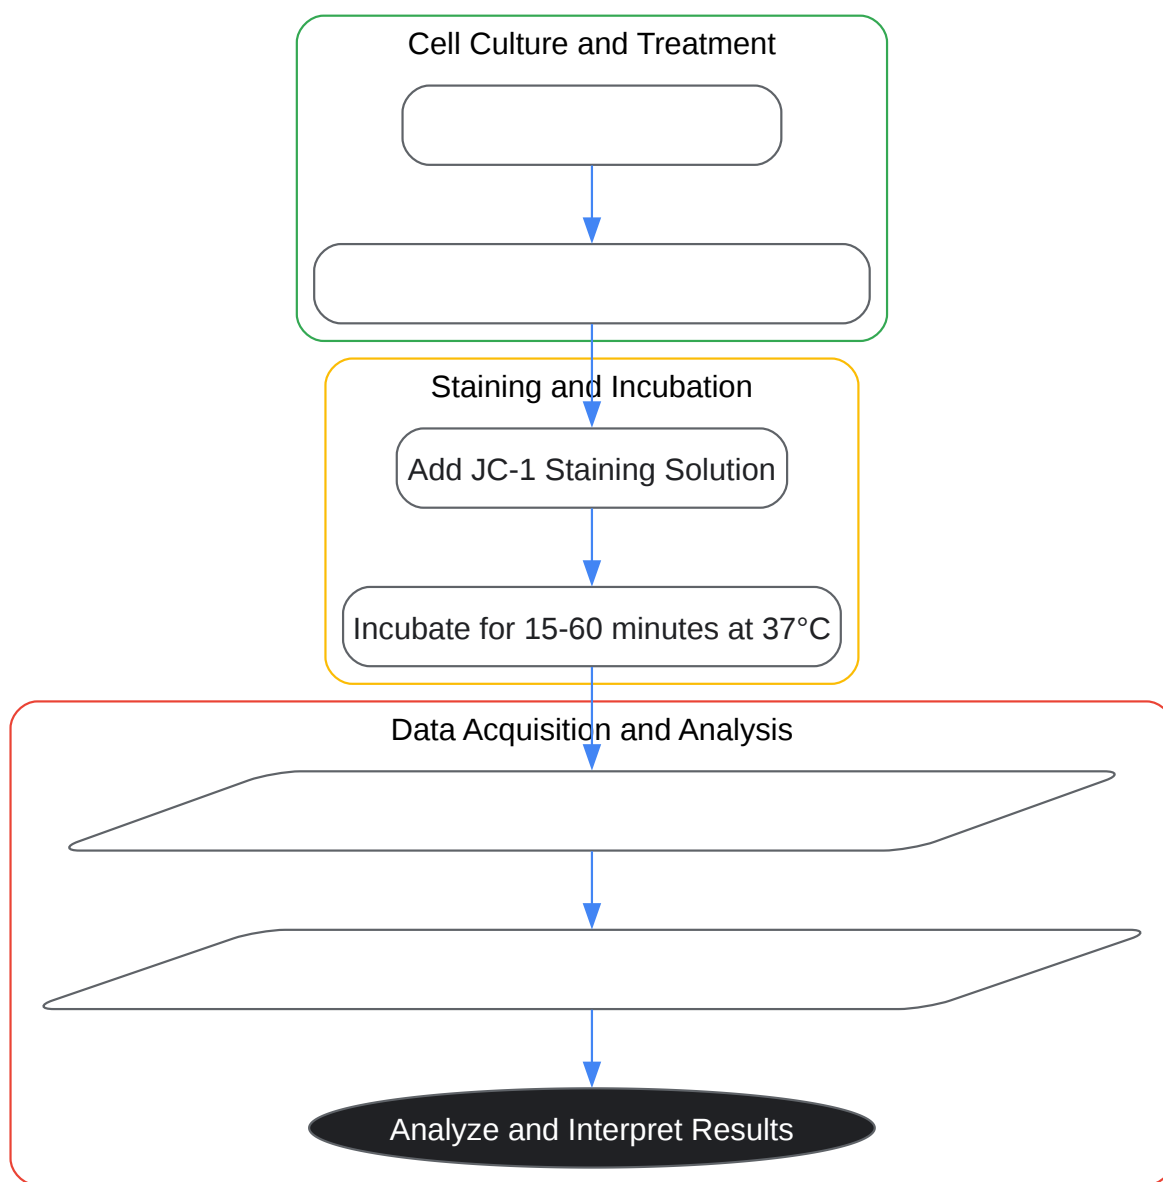 Cell Culture and Treatment
Staining and Incubation
Add JC-1 Staining Solution
Incubate for 15-60 minutes at 37°C
Data Acquisition and Analysis
Analyze and Interpret Results